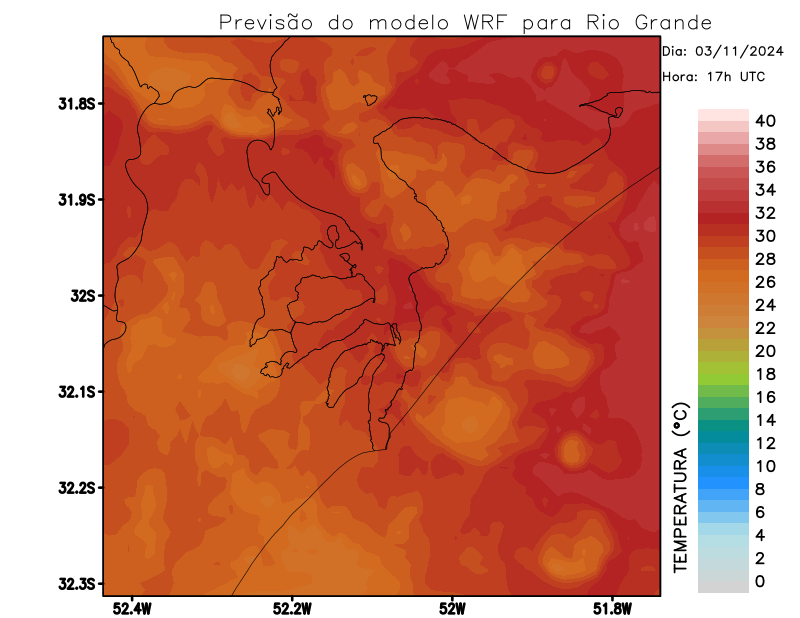 Previsão do modelo WRF para Rio Grande
Dia: 03/11/2024
Hora: 17h UTC
31.8S
31.9S
32S
32.1S
32.2S
32.3S
52.4W
52.2W
52W
51.8W
TEMPERATURA (°C)
40
38
36
34
32
30
28
26
24
22
20
18
16
14
12
10
8
6
4
2
0